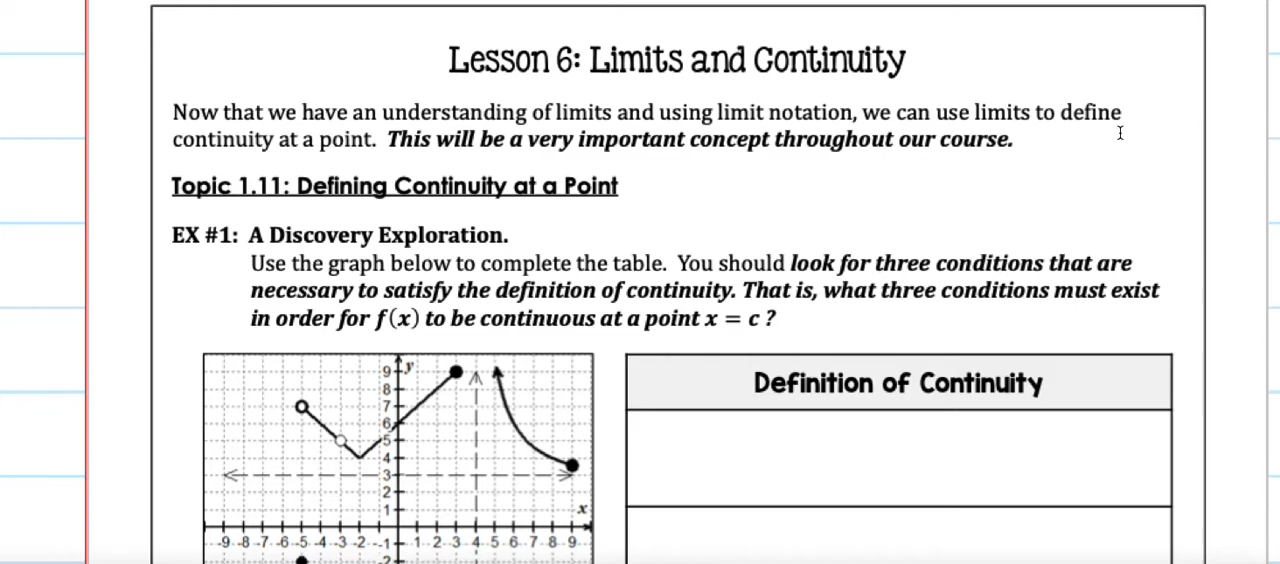 Lesson 6: Limits and Continuity
Now that we have an understanding of limits and using limit notation, we can use limits to define
continuity at a point. This will be a very important concept throughout our course.
Topic 1.11: Defining Continuity at a Point
EX #1: A Discovery Exploration.
Use the graph below to complete the table. You should look for three conditions that are
necessary to satisfy the definition of continuity. That is, what three conditions must exist
in order for f(x) to be continuous at a point x = c ?
Definition of Continuity
y
9
8
7
6
5
4
3
2
1
x
-9 -8 -7 -6 -5 -4 -3 -2 -1 1 2 3 4 5 6 7 8 9
-2